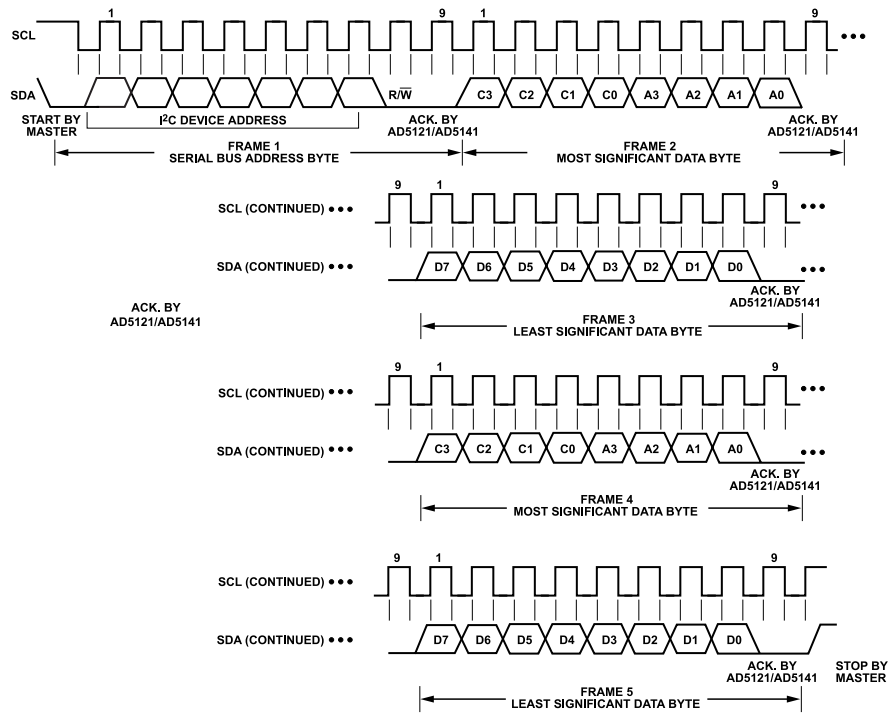 1 9 1 9
SCL
SDA R/W̅ C3 C2 C1 C0 A3 A2 A1 A0
START BY MASTER
I²C DEVICE ADDRESS
ACK. BY AD5121/AD5141
ACK. BY AD5121/AD5141
FRAME 1
SERIAL BUS ADDRESS BYTE
FRAME 2
MOST SIGNIFICANT DATA BYTE
9 1 9
SCL (CONTINUED)
SDA (CONTINUED) D7 D6 D5 D4 D3 D2 D1 D0
ACK. BY
AD5121/AD5141
ACK. BY
AD5121/AD5141
FRAME 3
LEAST SIGNIFICANT DATA BYTE
9 1 9
SCL (CONTINUED)
SDA (CONTINUED) C3 C2 C1 C0 A3 A2 A1 A0
ACK. BY
AD5121/AD5141
FRAME 4
MOST SIGNIFICANT DATA BYTE
9 1 9
SCL (CONTINUED)
SDA (CONTINUED) D7 D6 D5 D4 D3 D2 D1 D0
ACK. BY
AD5121/AD5141
STOP BY
MASTER
FRAME 5
LEAST SIGNIFICANT DATA BYTE